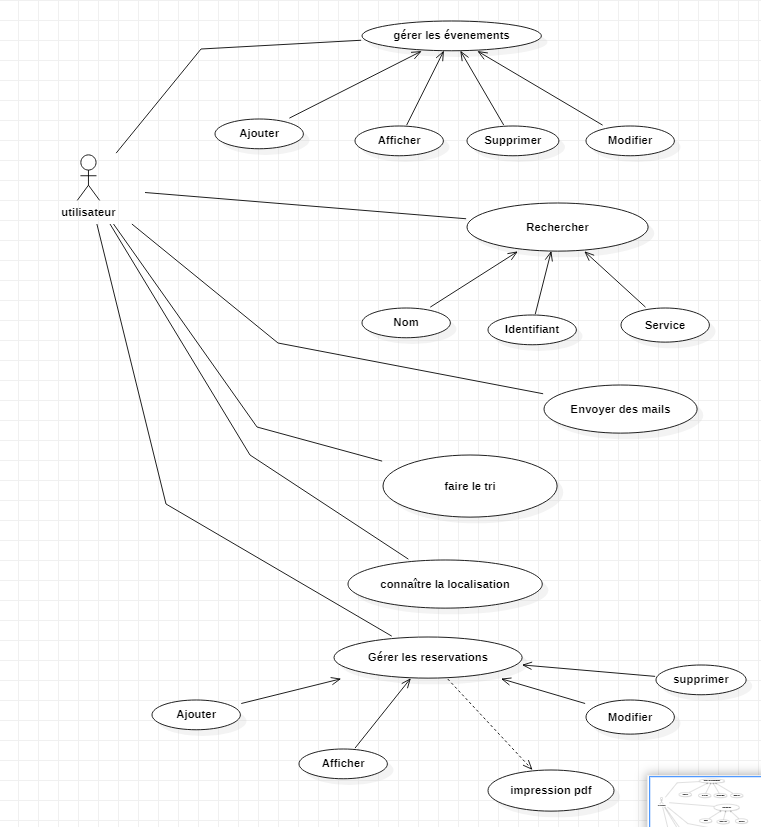 gérer les évenements
Ajouter
Afficher
Supprimer
Modifier
utilisateur
Rechercher
Nom
Identifiant
Service
Envoyer des mails
faire le tri
connaître la localisation
Gérer les reservations
supprimer
Ajouter
Modifier
Afficher
impression pdf